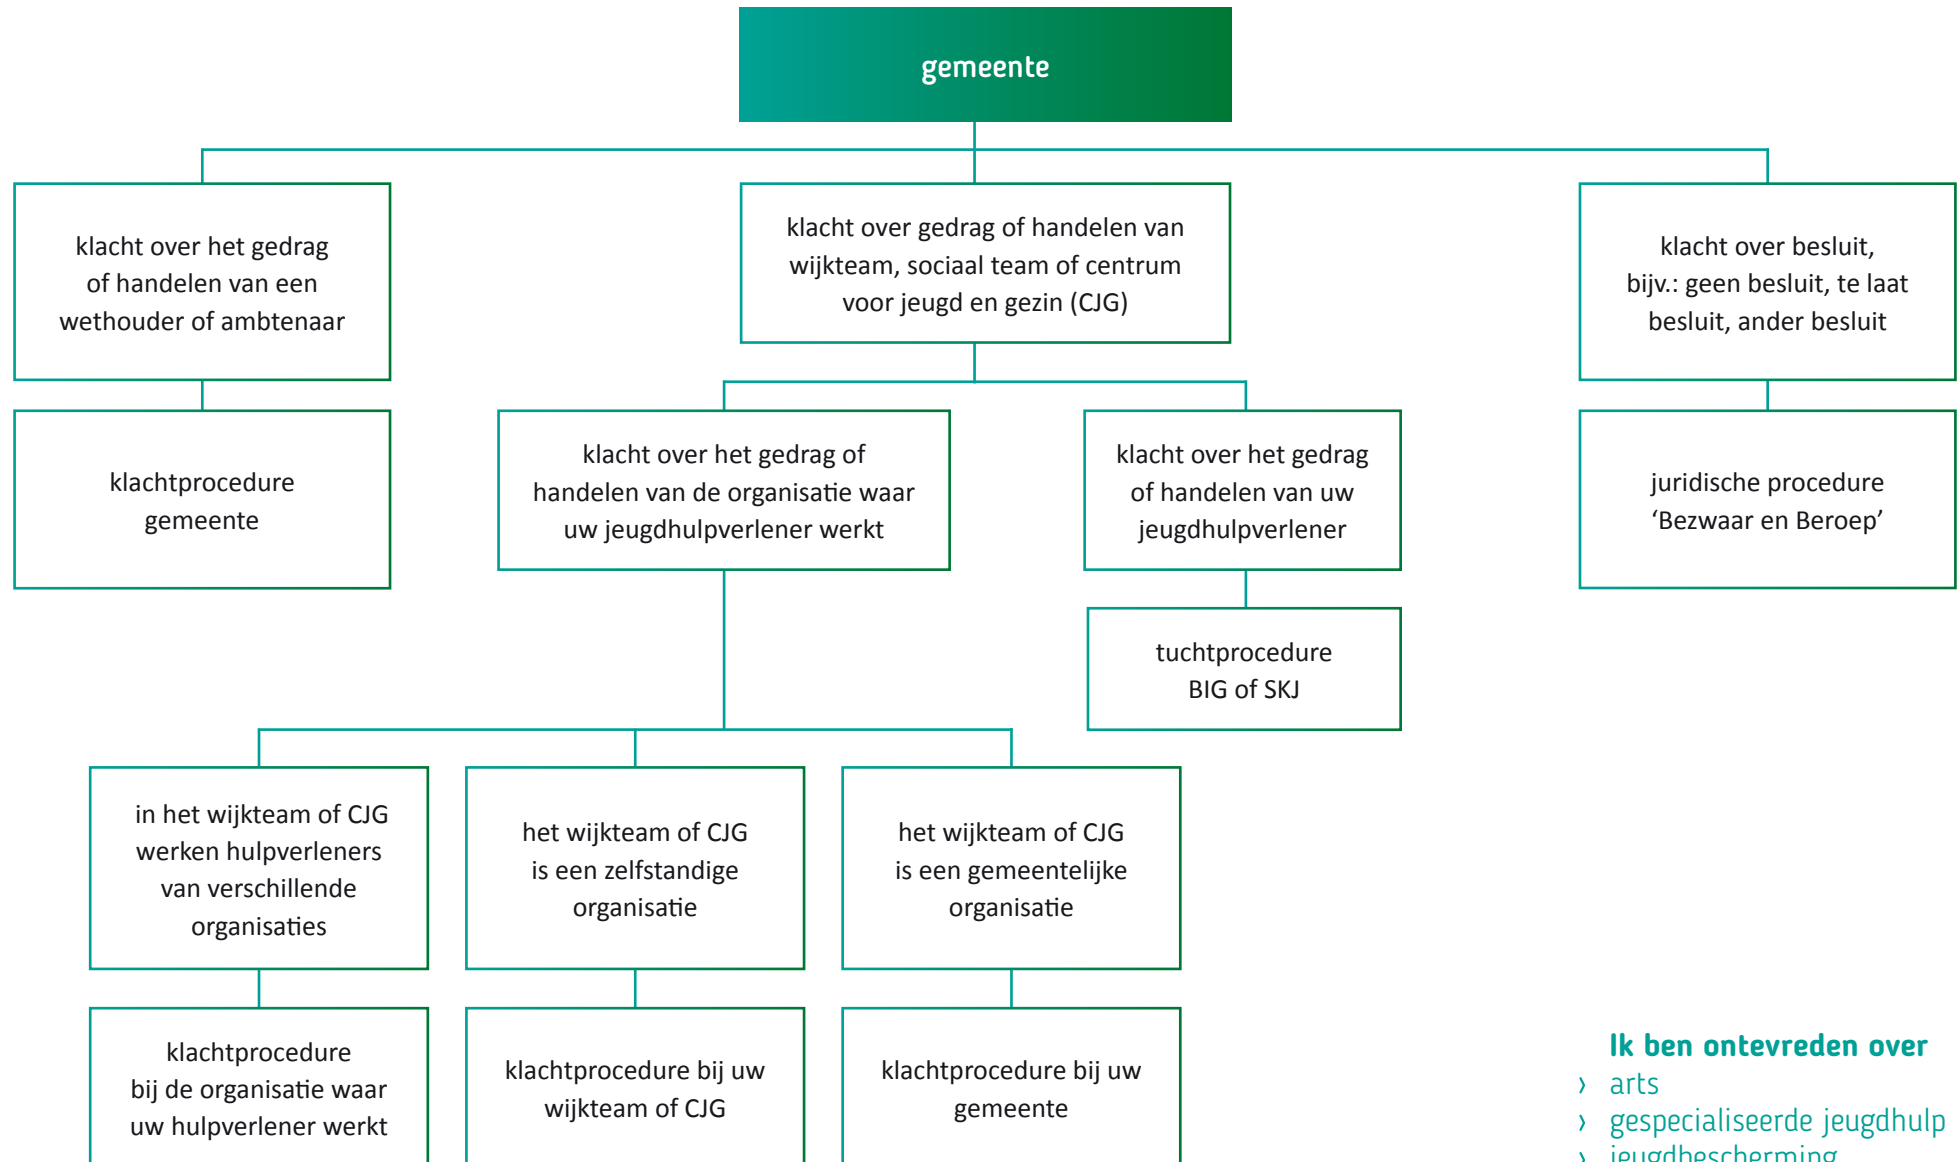 gemeente
klacht over het gedrag
of handelen van een
wethouder of ambtenaar
klacht over gedrag of handelen van
wijkteam, sociaal team of centrum
voor jeugd en gezin (CJG)
klacht over besluit,
bijv.: geen besluit, te laat
besluit, ander besluit
klachtprocedure
gemeente
klacht over het gedrag of
handelen van de organisatie waar
uw jeugdhulpverlener werkt
klacht over het gedrag
of handelen van uw
jeugdhulpverlener
juridische procedure
‘Bezwaar en Beroep’
tuchtprocedure
BIG of SKJ
in het wijkteam of CJG
werken hulpverleners
van verschillende
organisaties
het wijkteam of CJG
is een zelfstandige
organisatie
het wijkteam of CJG
is een gemeentelijke
organisatie
klachtprocedure
bij de organisatie waar
uw hulpverlener werkt
klachtprocedure bij uw
wijkteam of CJG
klachtprocedure bij uw
gemeente
Ik ben ontevreden over
› arts
› gespecialiseerde jeugdhulp
› jeugdbescherming